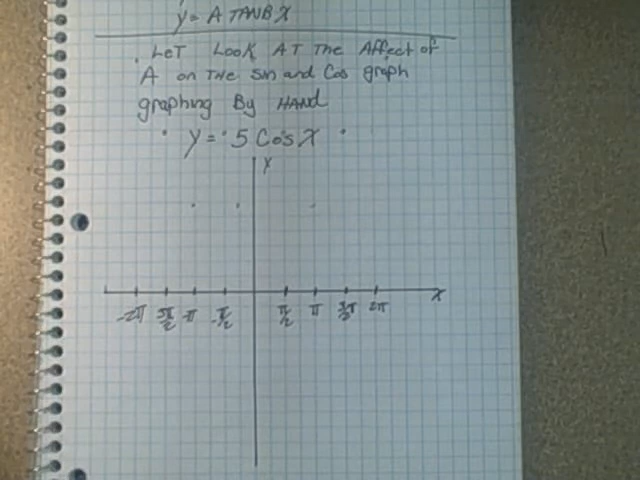 y = A TANBX
LET LOOK AT THE AFFECT OF
A on THE SIN and COS graph
graphing By HAND
y = 5 COS X
Y
X
-2π 3π/2 -π -π/2 π/2 π 3π/2 2π